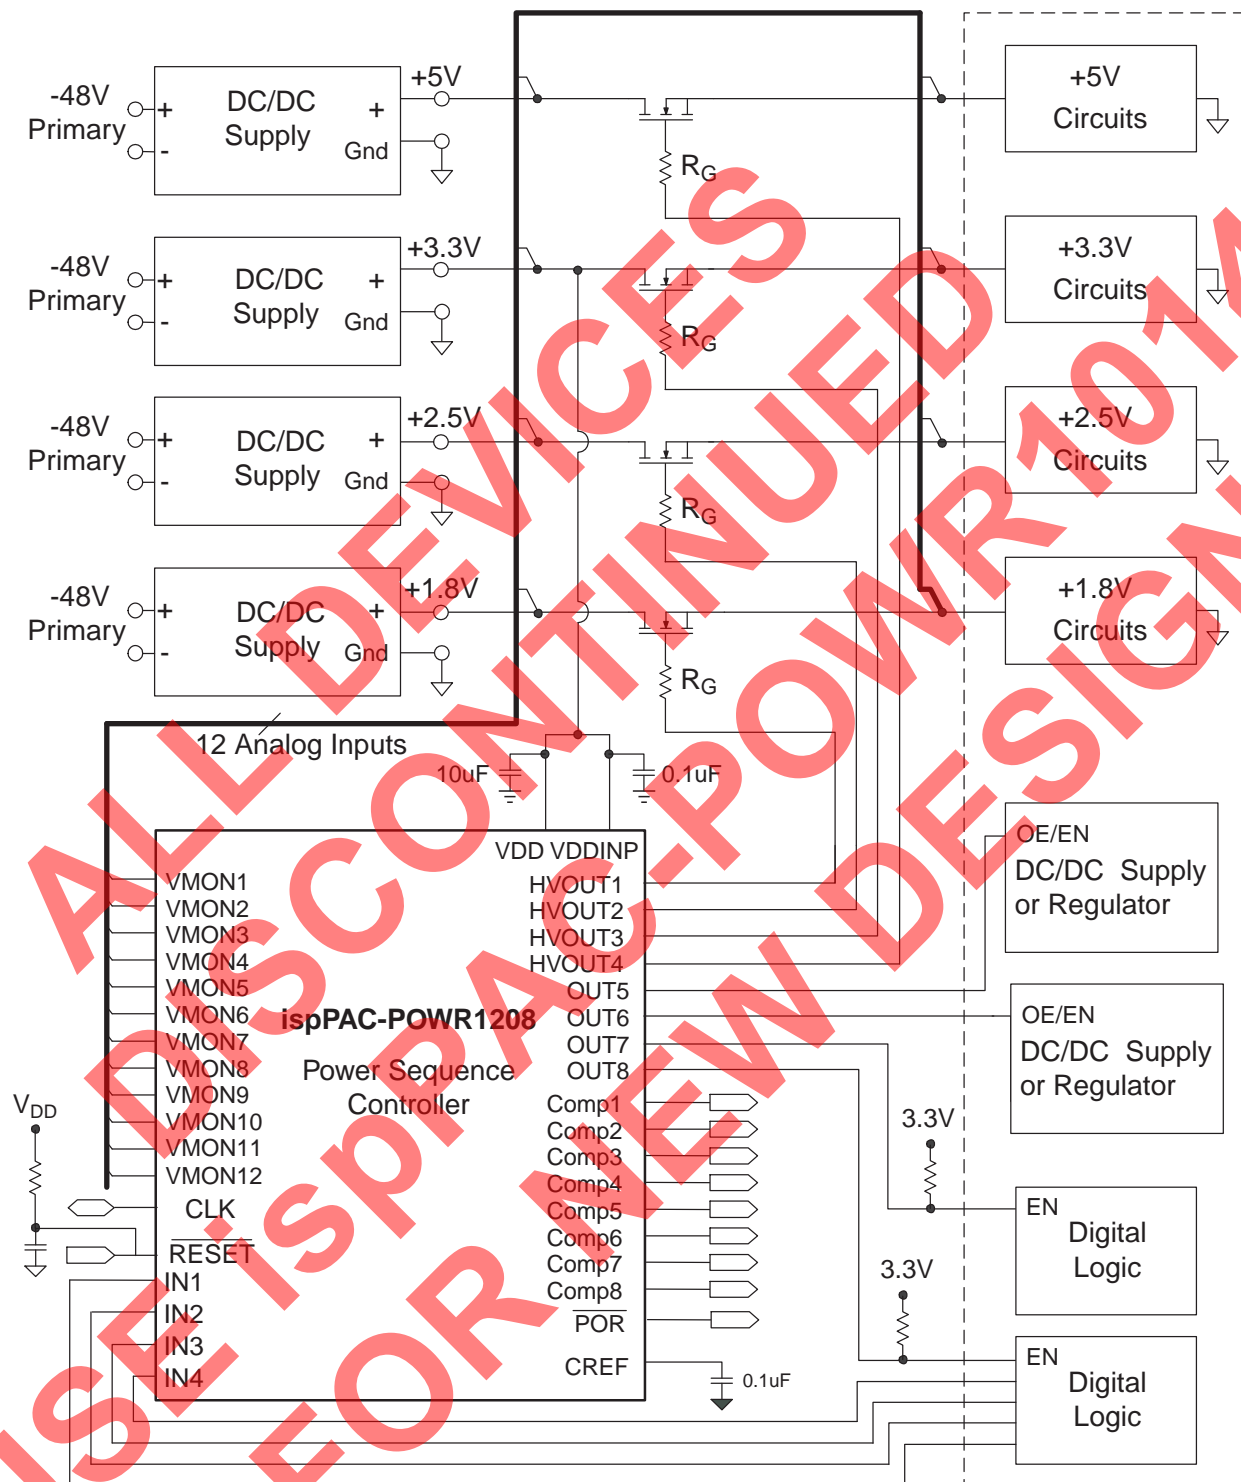 -48V
Primary
+
-
DC/DC
Supply
+
Gnd
+5V
RG
+5V
Circuits
-48V
Primary
+
-
DC/DC
Supply
+
Gnd
+3.3V
RG
+3.3V
Circuits
-48V
Primary
+
-
DC/DC
Supply
+
Gnd
+2.5V
RG
+2.5V
Circuits
-48V
Primary
+
-
DC/DC
Supply
+
Gnd
+1.8V
RG
+1.8V
Circuits
12 Analog Inputs
10uF
0.1uF
VDD VDDINP
VMON1
VMON2
VMON3
VMON4
VMON5
VMON6
VMON7
VMON8
VMON9
VMON10
VMON11
VMON12
CLK
RESET
IN1
IN2
IN3
IN4
VDD
ispPAC-POWR1208
Power Sequence
Controller
HVOUT1
HVOUT2
HVOUT3
HVOUT4
OUT5
OUT6
OUT7
OUT8
Comp1
Comp2
Comp3
Comp4
Comp5
Comp6
Comp7
Comp8
POR
CREF
0.1uF
OE/EN
DC/DC Supply
or Regulator
OE/EN
DC/DC Supply
or Regulator
3.3V
EN
Digital
Logic
3.3V
EN
Digital
Logic
ALL DEVICES
DISCONTINUED
ispPAC-POWR1014
FOR NEW DESIGN